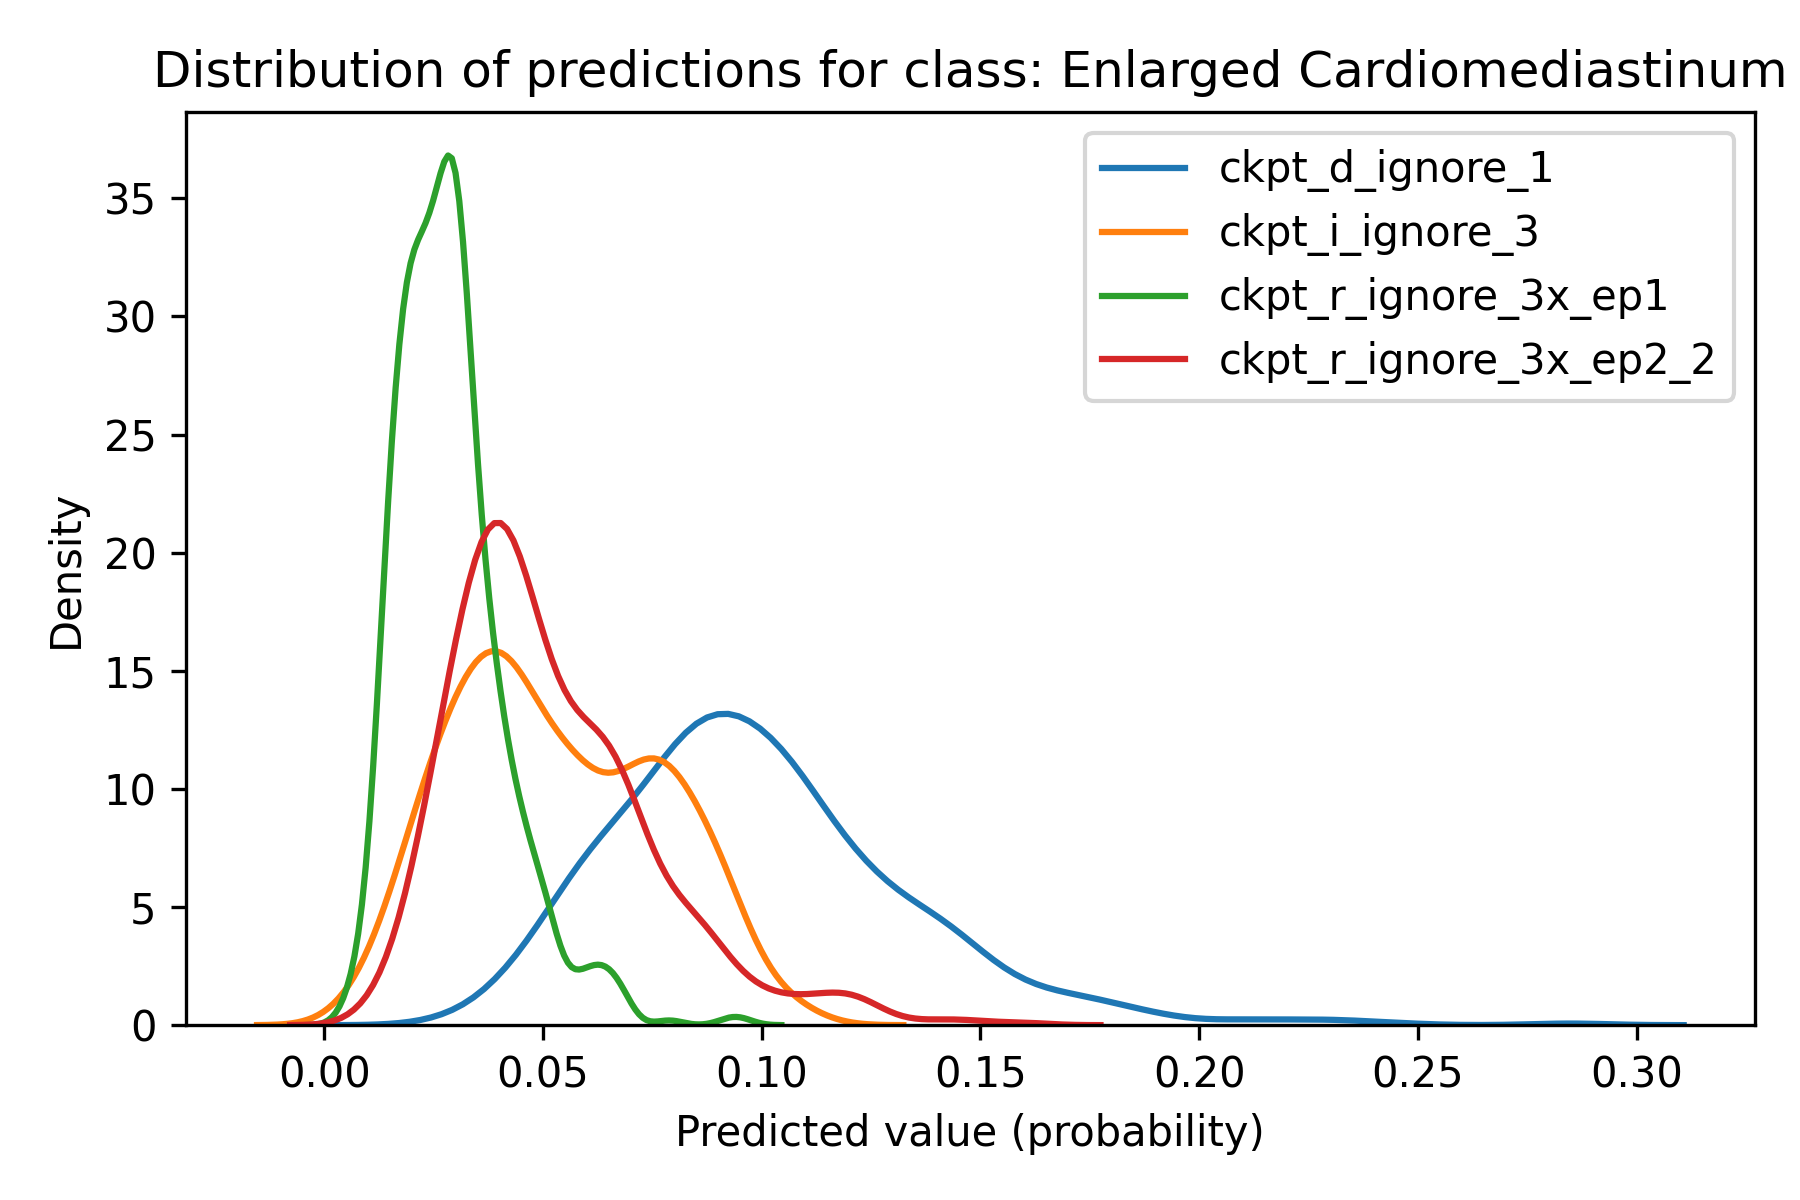 Distribution of predictions for class: Enlarged Cardiomediastinum
ckpt_d_ignore_1
ckpt_i_ignore_3
ckpt_r_ignore_3x_ep1
ckpt_r_ignore_3x_ep2_2
Density
35
30
25
20
15
10
5
0
0.00 0.05 0.10 0.15 0.20 0.25 0.30
Predicted value (probability)